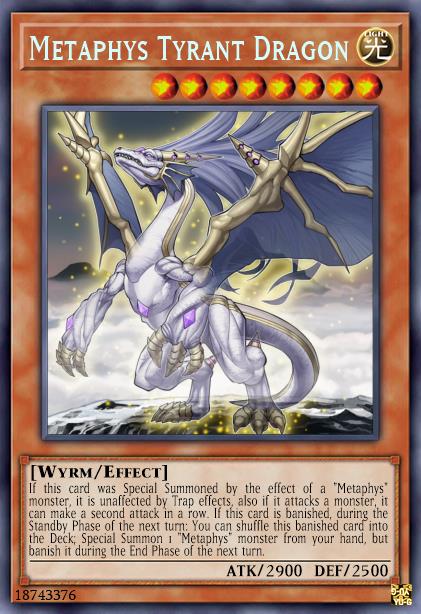 Metaphys Tyrant Dragon
LIGHT
光
[Wyrm/Effect]
If this card was Special Summoned by the effect of a "Metaphys"
monster, it is unaffected by Trap effects, also if it attacks a monster, it
can make a second attack in a row. If this card is banished, during the
Standby Phase of the next turn: You can shuffle this banished card into
the Deck; Special Summon 1 "Metaphys" monster from your hand, but
banish it during the End Phase of the next turn.
ATK/2900 DEF/2500
18743376